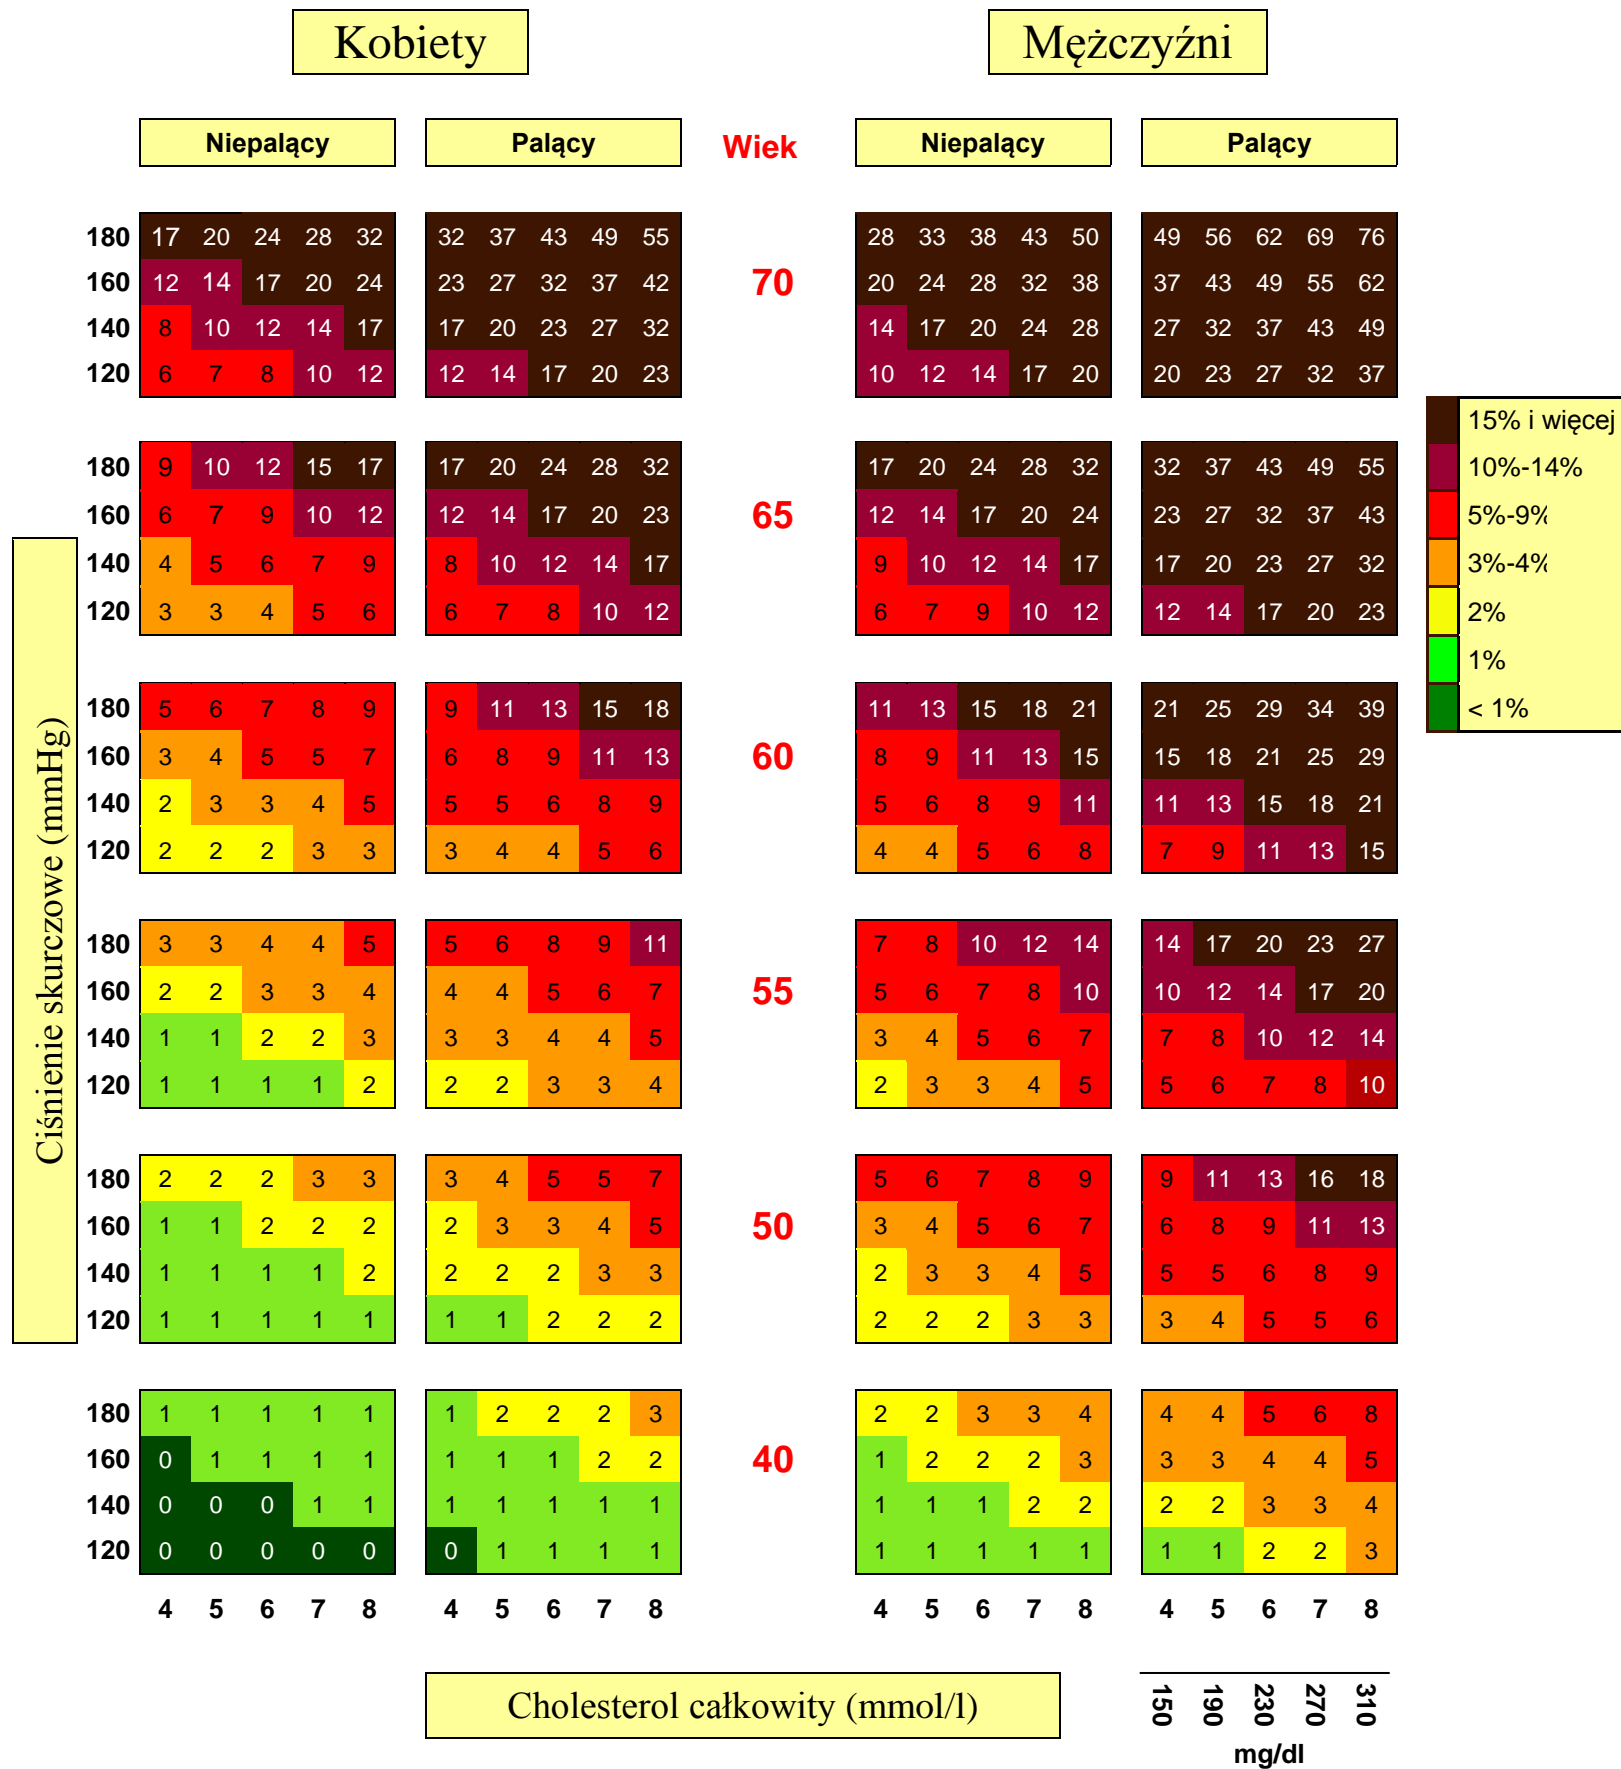 Kobiety Mężczyźni
Niepalący Palący Wiek Niepalący Palący
180 17 20 24 28 32 32 37 43 49 55 28 33 38 43 50 49 56 62 69 76
160 12 14 17 20 24 23 27 32 37 42 70 20 24 28 32 38 37 43 49 55 62
140 8 10 12 14 17 17 20 23 27 32 14 17 20 24 28 27 32 37 43 49
120 6 7 8 10 12 12 14 17 20 23 10 12 14 17 20 20 23 27 32 37
180 9 10 12 15 17 17 20 24 28 32 17 20 24 28 32 32 37 43 49 55
160 6 7 9 10 12 12 14 17 20 23 65 12 14 17 20 24 23 27 32 37 43
140 4 5 6 7 9 8 10 12 14 17 9 10 12 14 17 17 20 23 27 32
120 3 3 4 5 6 6 7 8 10 12 6 7 9 10 12 12 14 17 20 23
180 5 6 7 8 9 9 11 13 15 18 11 13 15 18 21 21 25 29 34 39
160 3 4 5 5 7 6 8 9 11 13 60 8 9 11 13 15 15 18 21 25 29
140 2 3 3 4 5 5 5 6 8 9 5 6 8 9 11 11 13 15 18 21
120 2 2 2 3 3 3 4 4 5 6 4 4 5 6 8 7 9 11 13 15
180 3 3 4 4 5 5 6 8 9 11 7 8 10 12 14 14 17 20 23 27
160 2 2 3 3 4 4 4 5 6 7 55 5 6 7 8 10 10 12 14 17 20
140 1 1 2 2 3 3 3 4 4 5 3 4 5 6 7 7 8 10 12 14
120 1 1 1 1 2 2 2 3 3 4 2 3 3 4 5 5 6 7 8 10
180 2 2 2 3 3 3 4 5 5 7 5 6 7 8 9 9 11 13 16 18
160 1 1 2 2 2 2 3 3 4 5 50 3 4 5 6 7 6 8 9 11 13
140 1 1 1 1 2 2 2 2 3 3 2 3 3 4 5 5 5 6 8 9
120 1 1 1 1 1 1 1 2 2 2 2 2 2 3 3 3 4 5 5 6
180 1 1 1 1 1 1 2 2 2 3 2 2 3 3 4 4 4 5 6 8
160 0 1 1 1 1 1 1 1 2 2 40 1 2 2 2 3 3 3 4 4 5
140 0 0 0 1 1 1 1 1 1 1 1 1 1 2 2 2 2 3 3 4
120 0 0 0 0 0 0 1 1 1 1 1 1 1 1 1 1 1 2 2 3
4 5 6 7 8 4 5 6 7 8 4 5 6 7 8 4 5 6 7 8
Ciśnienie skurczowe (mmHg)
15% i więcej
10%-14%
5%-9%
3%-4%
2%
1%
< 1%
Cholesterol całkowity (mmol/l)
150 190 230 270 310
mg/dl